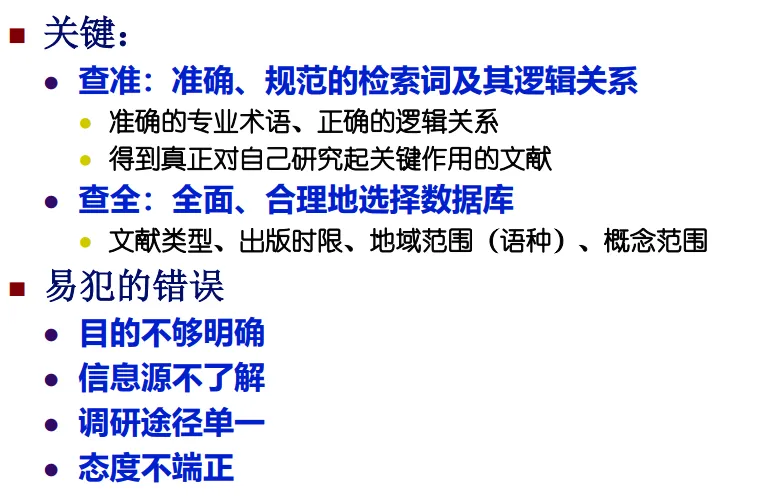 关键：
查准：准确、规范的检索词及其逻辑关系
准确的专业术语、正确的逻辑关系
得到真正对自己研究起关键作用的文献
查全：全面、合理地选择数据库
文献类型、出版时限、地域范围（语种）、概念范围
易犯的错误
目的不够明确
信息源不了解
调研途径单一
态度不端正